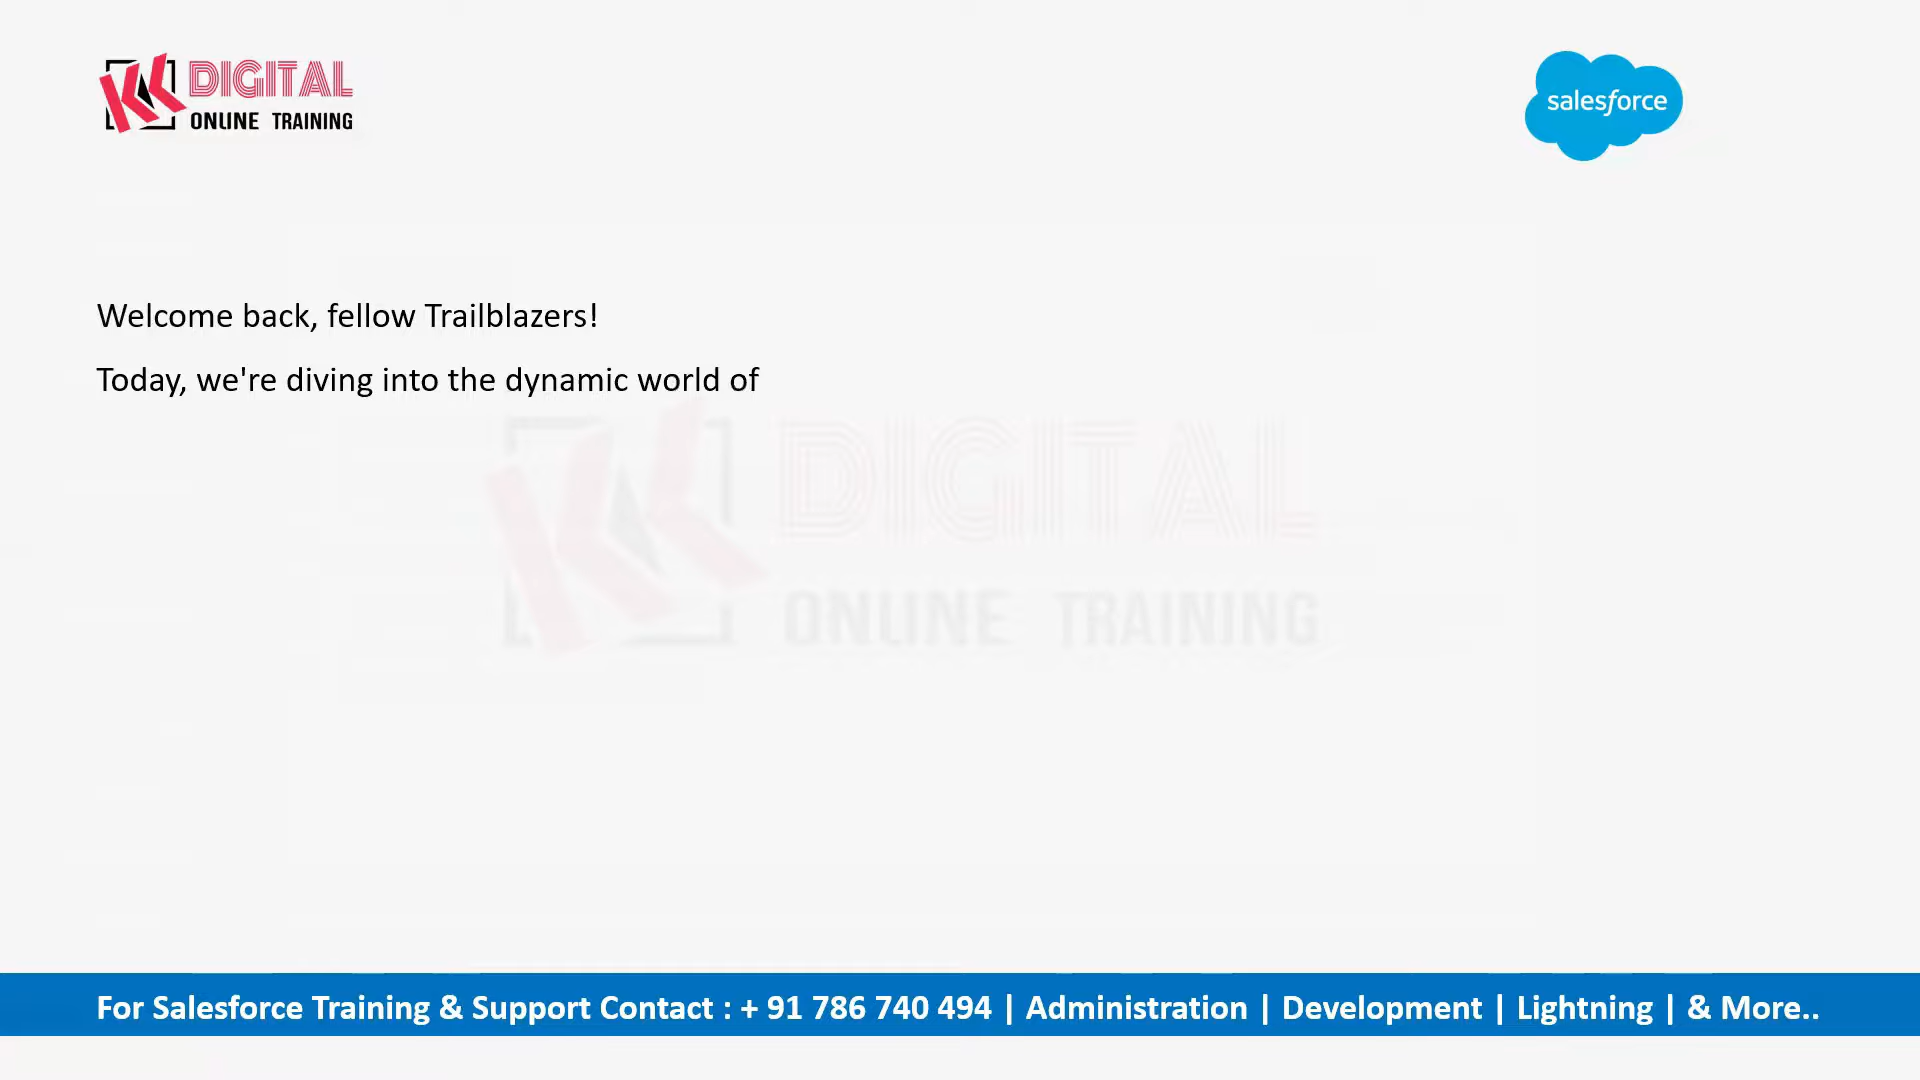 KK DIGITAL
ONLINE TRAINING
salesforce
Welcome back, fellow Trailblazers!
Today, we're diving into the dynamic world of
DIGITAL
ONLINE TRAINING
For Salesforce Training & Support Contact : + 91 786 740 494 | Administration | Development | Lightning | & More..